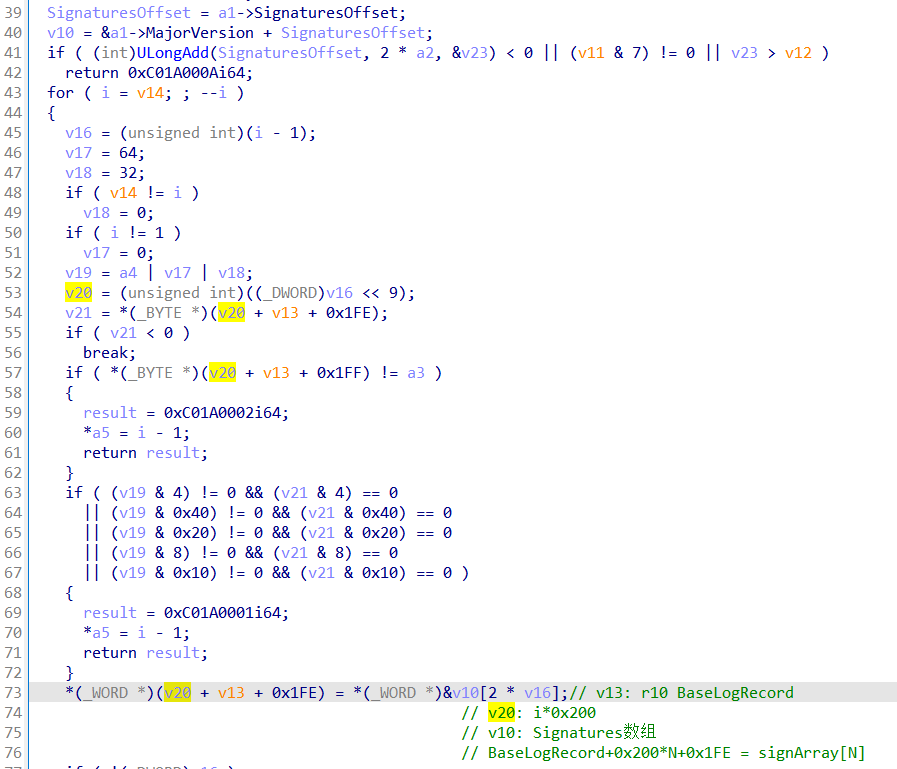 39 SignaturesOffset = a1->SignaturesOffset;
40 v10 = &a1->MajorVersion + SignaturesOffset;
41 if ( (int)ULongAdd(SignaturesOffset, 2 * a2, &v23) < 0 || (v11 & 7) != 0 || v23 > v12 )
42 return 0xC01A000Ai64;
43 for ( i = v14; ; --i )
44 {
45 v16 = (unsigned int)(i - 1);
46 v17 = 64;
47 v18 = 32;
48 if ( v14 != i )
49 v18 = 0;
50 if ( i != 1 )
51 v17 = 0;
52 v19 = a4 | v17 | v18;
53 v20 = (unsigned int)((_DWORD)v16 << 9);
54 v21 = *(_BYTE *)(v20 + v13 + 0x1FE);
55 if ( v21 < 0 )
56 break;
57 if ( *(_BYTE *)(v20 + v13 + 0x1FF) != a3 )
58 {
59 result = 0xC01A0002i64;
60 *a5 = i - 1;
61 return result;
62 }
63 if ( (v19 & 4) != 0 && (v21 & 4) == 0
64 || (v19 & 0x40) != 0 && (v21 & 0x40) == 0
65 || (v19 & 0x20) != 0 && (v21 & 0x20) == 0
66 || (v19 & 8) != 0 && (v21 & 8) == 0
67 || (v19 & 0x10) != 0 && (v21 & 0x10) == 0 )
68 {
69 result = 0xC01A0001i64;
70 *a5 = i - 1;
71 return result;
72 }
73 *(_WORD *)(v20 + v13 + 0x1FE) = *(_WORD *)&v10[2 * v16];// v13: r10 BaseLogRecord
74 // v20: i*0x200
75 // v10: Signatures数组
76 // BaseLogRecord+0x200*N+0x1FE = signArray[N]